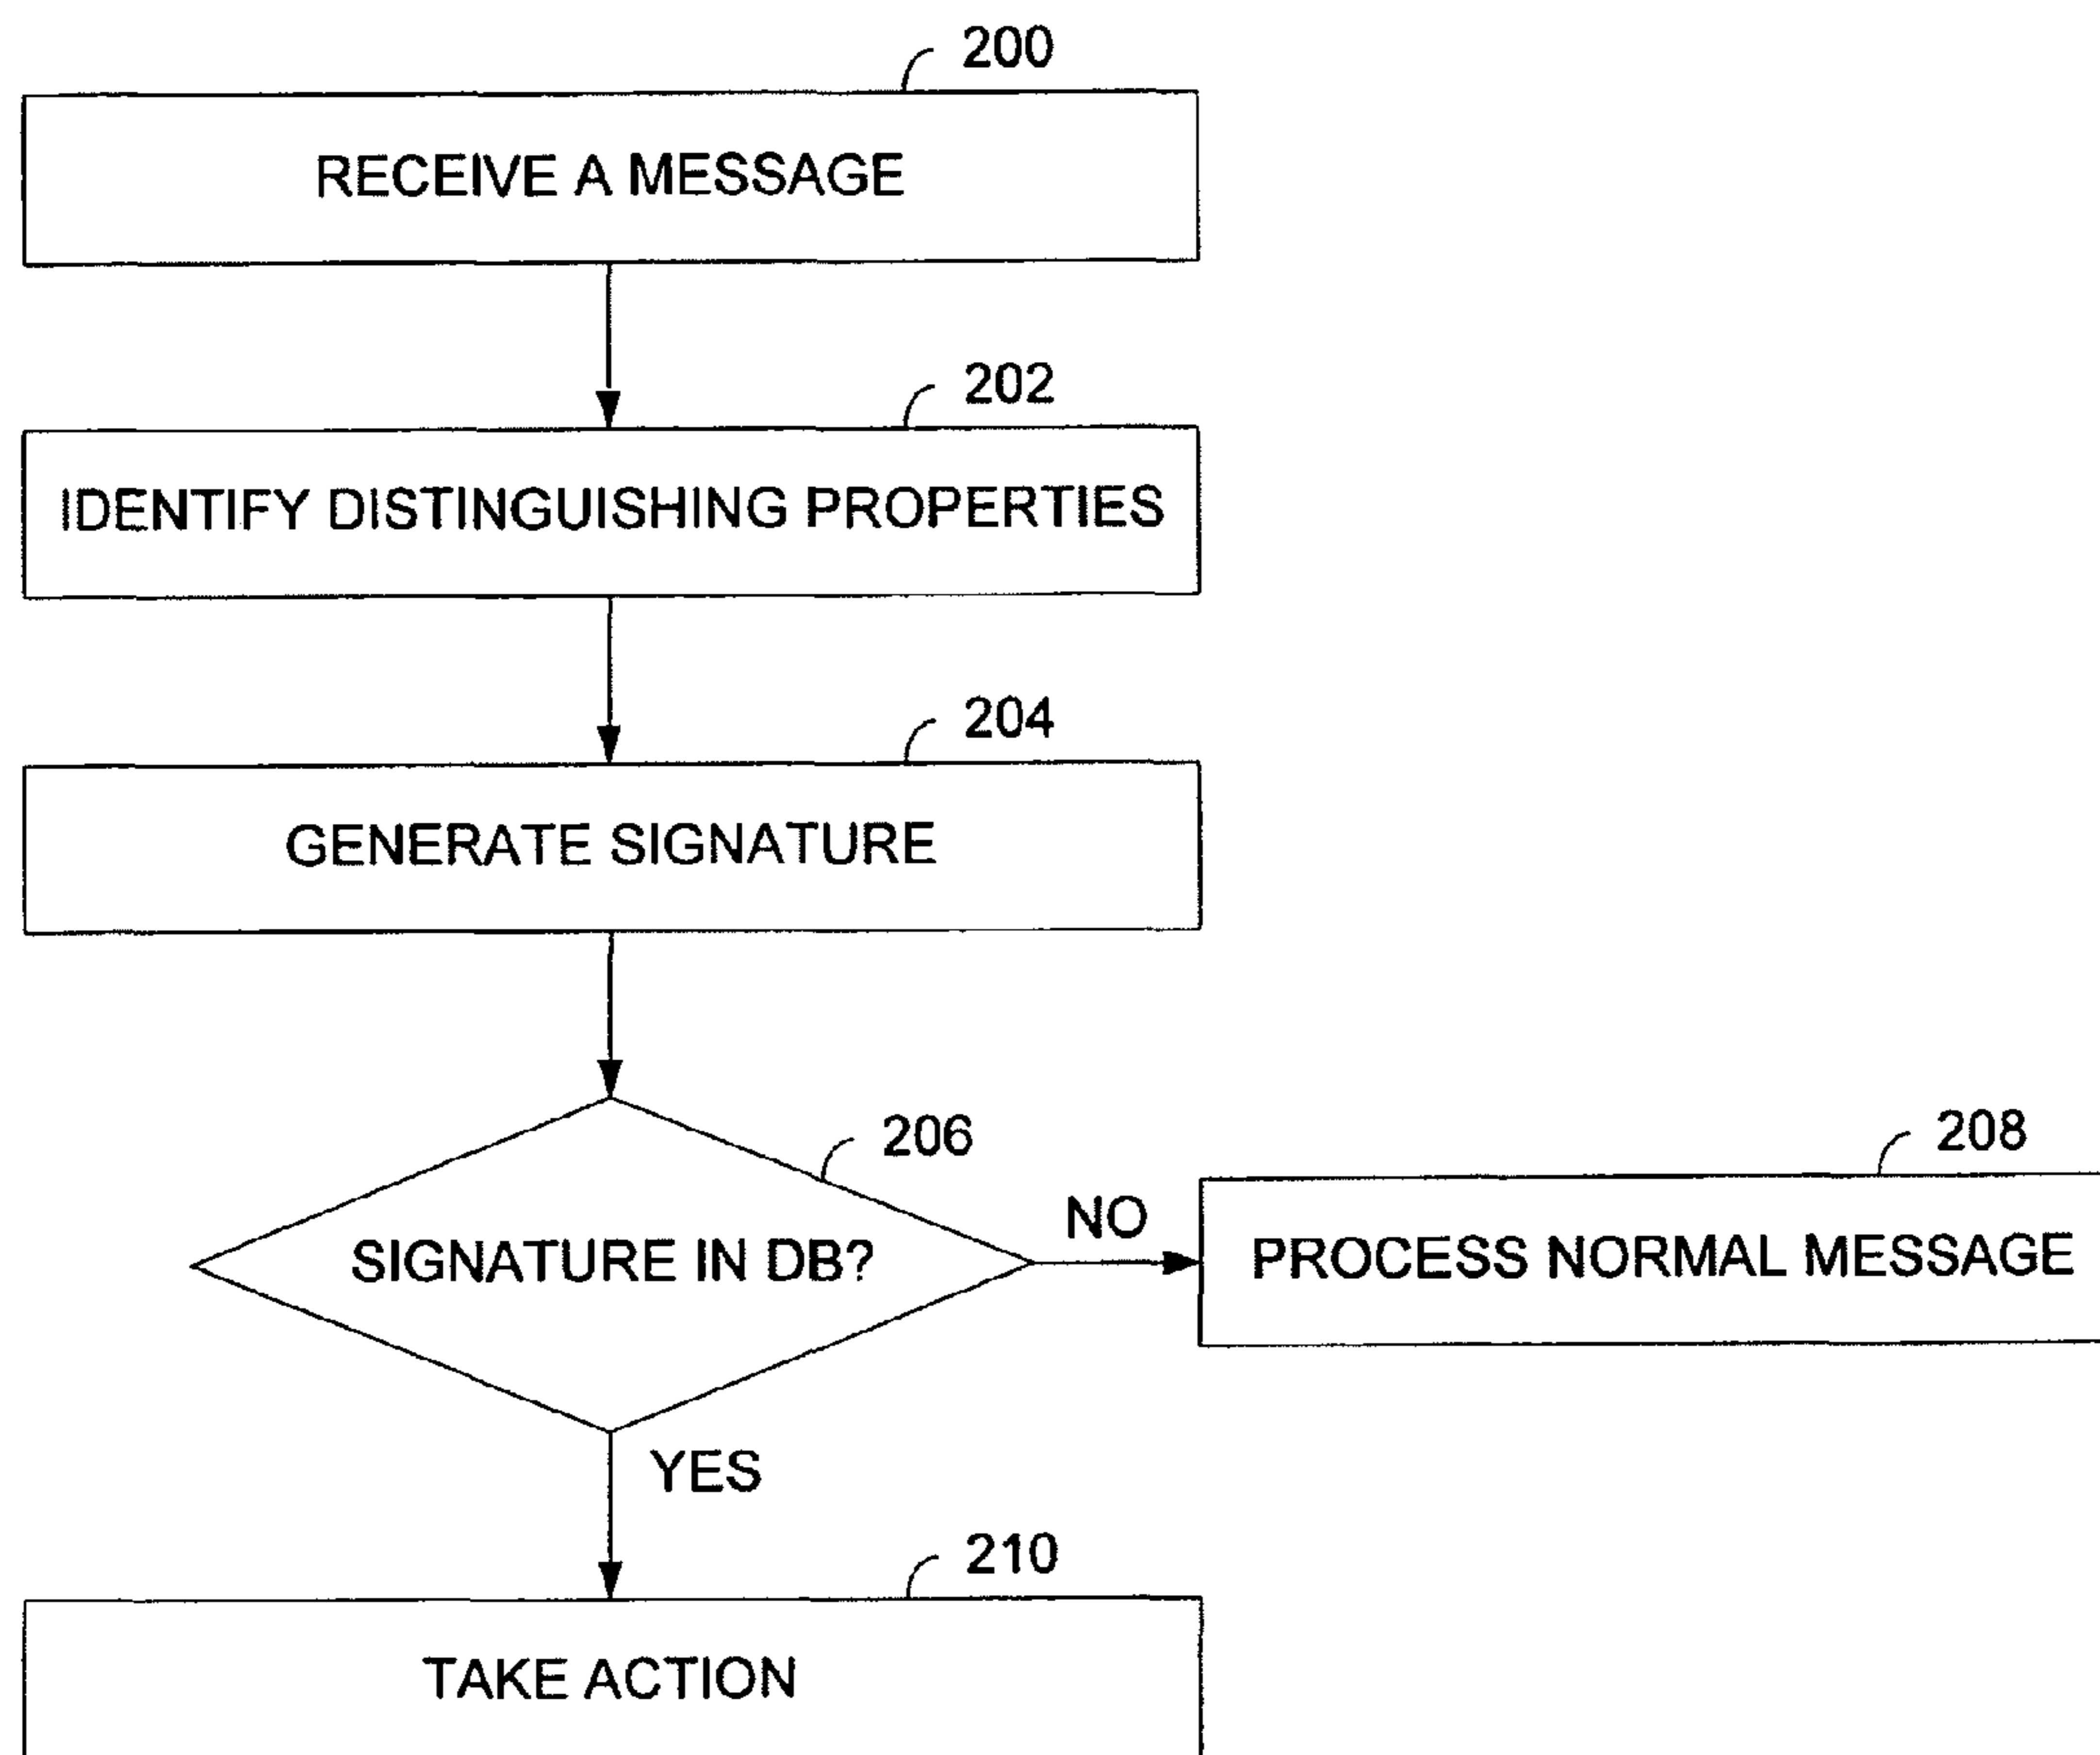 200
RECEIVE A MESSAGE
202
IDENTIFY DISTINGUISHING PROPERTIES
204
GENERATE SIGNATURE
206
SIGNATURE IN DB?
NO
208
PROCESS NORMAL MESSAGE
YES
210
TAKE ACTION